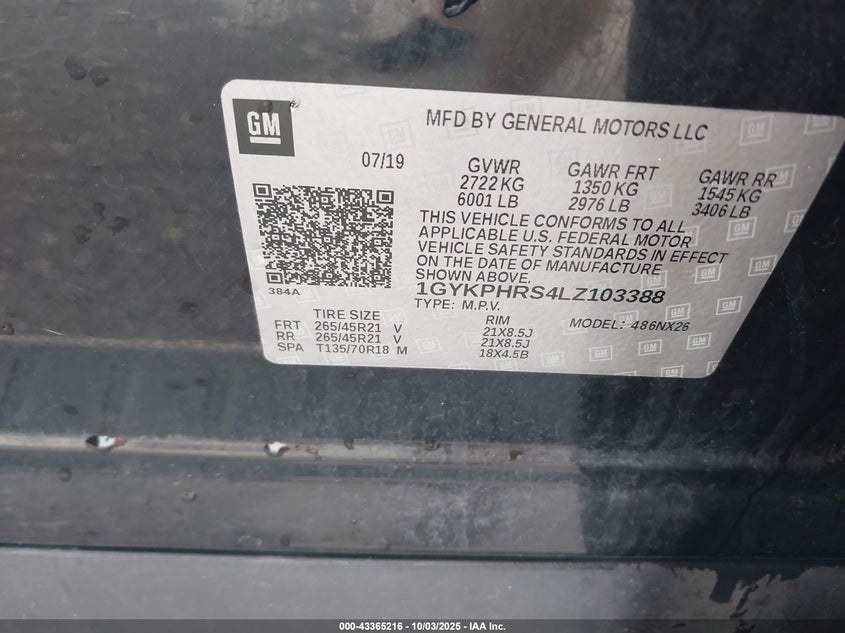 GM
MFD BY GENERAL MOTORS LLC
07/19
GVWR
2722 KG
6001 LB
GAWR FRT
1350 KG
2976 LB
GAWR RR
1545 KG
3406 LB
THIS VEHICLE CONFORMS TO ALL
APPLICABLE U.S. FEDERAL MOTOR
VEHICLE SAFETY STANDARDS IN EFFECT
ON THE DATE OF MANUFACTURE
SHOWN ABOVE.
384A
1GYKPHRS4LZ103388
TYPE: M.P.V.
MODEL: 486NX26
TIRE SIZE RIM
FRT 265/45R21 V 21X8.5J
RR 265/45R21 V 21X8.5J
SPA T135/70R18 M 18X4.5B
000-43365216 - 10/03/2025 - IAA Inc.